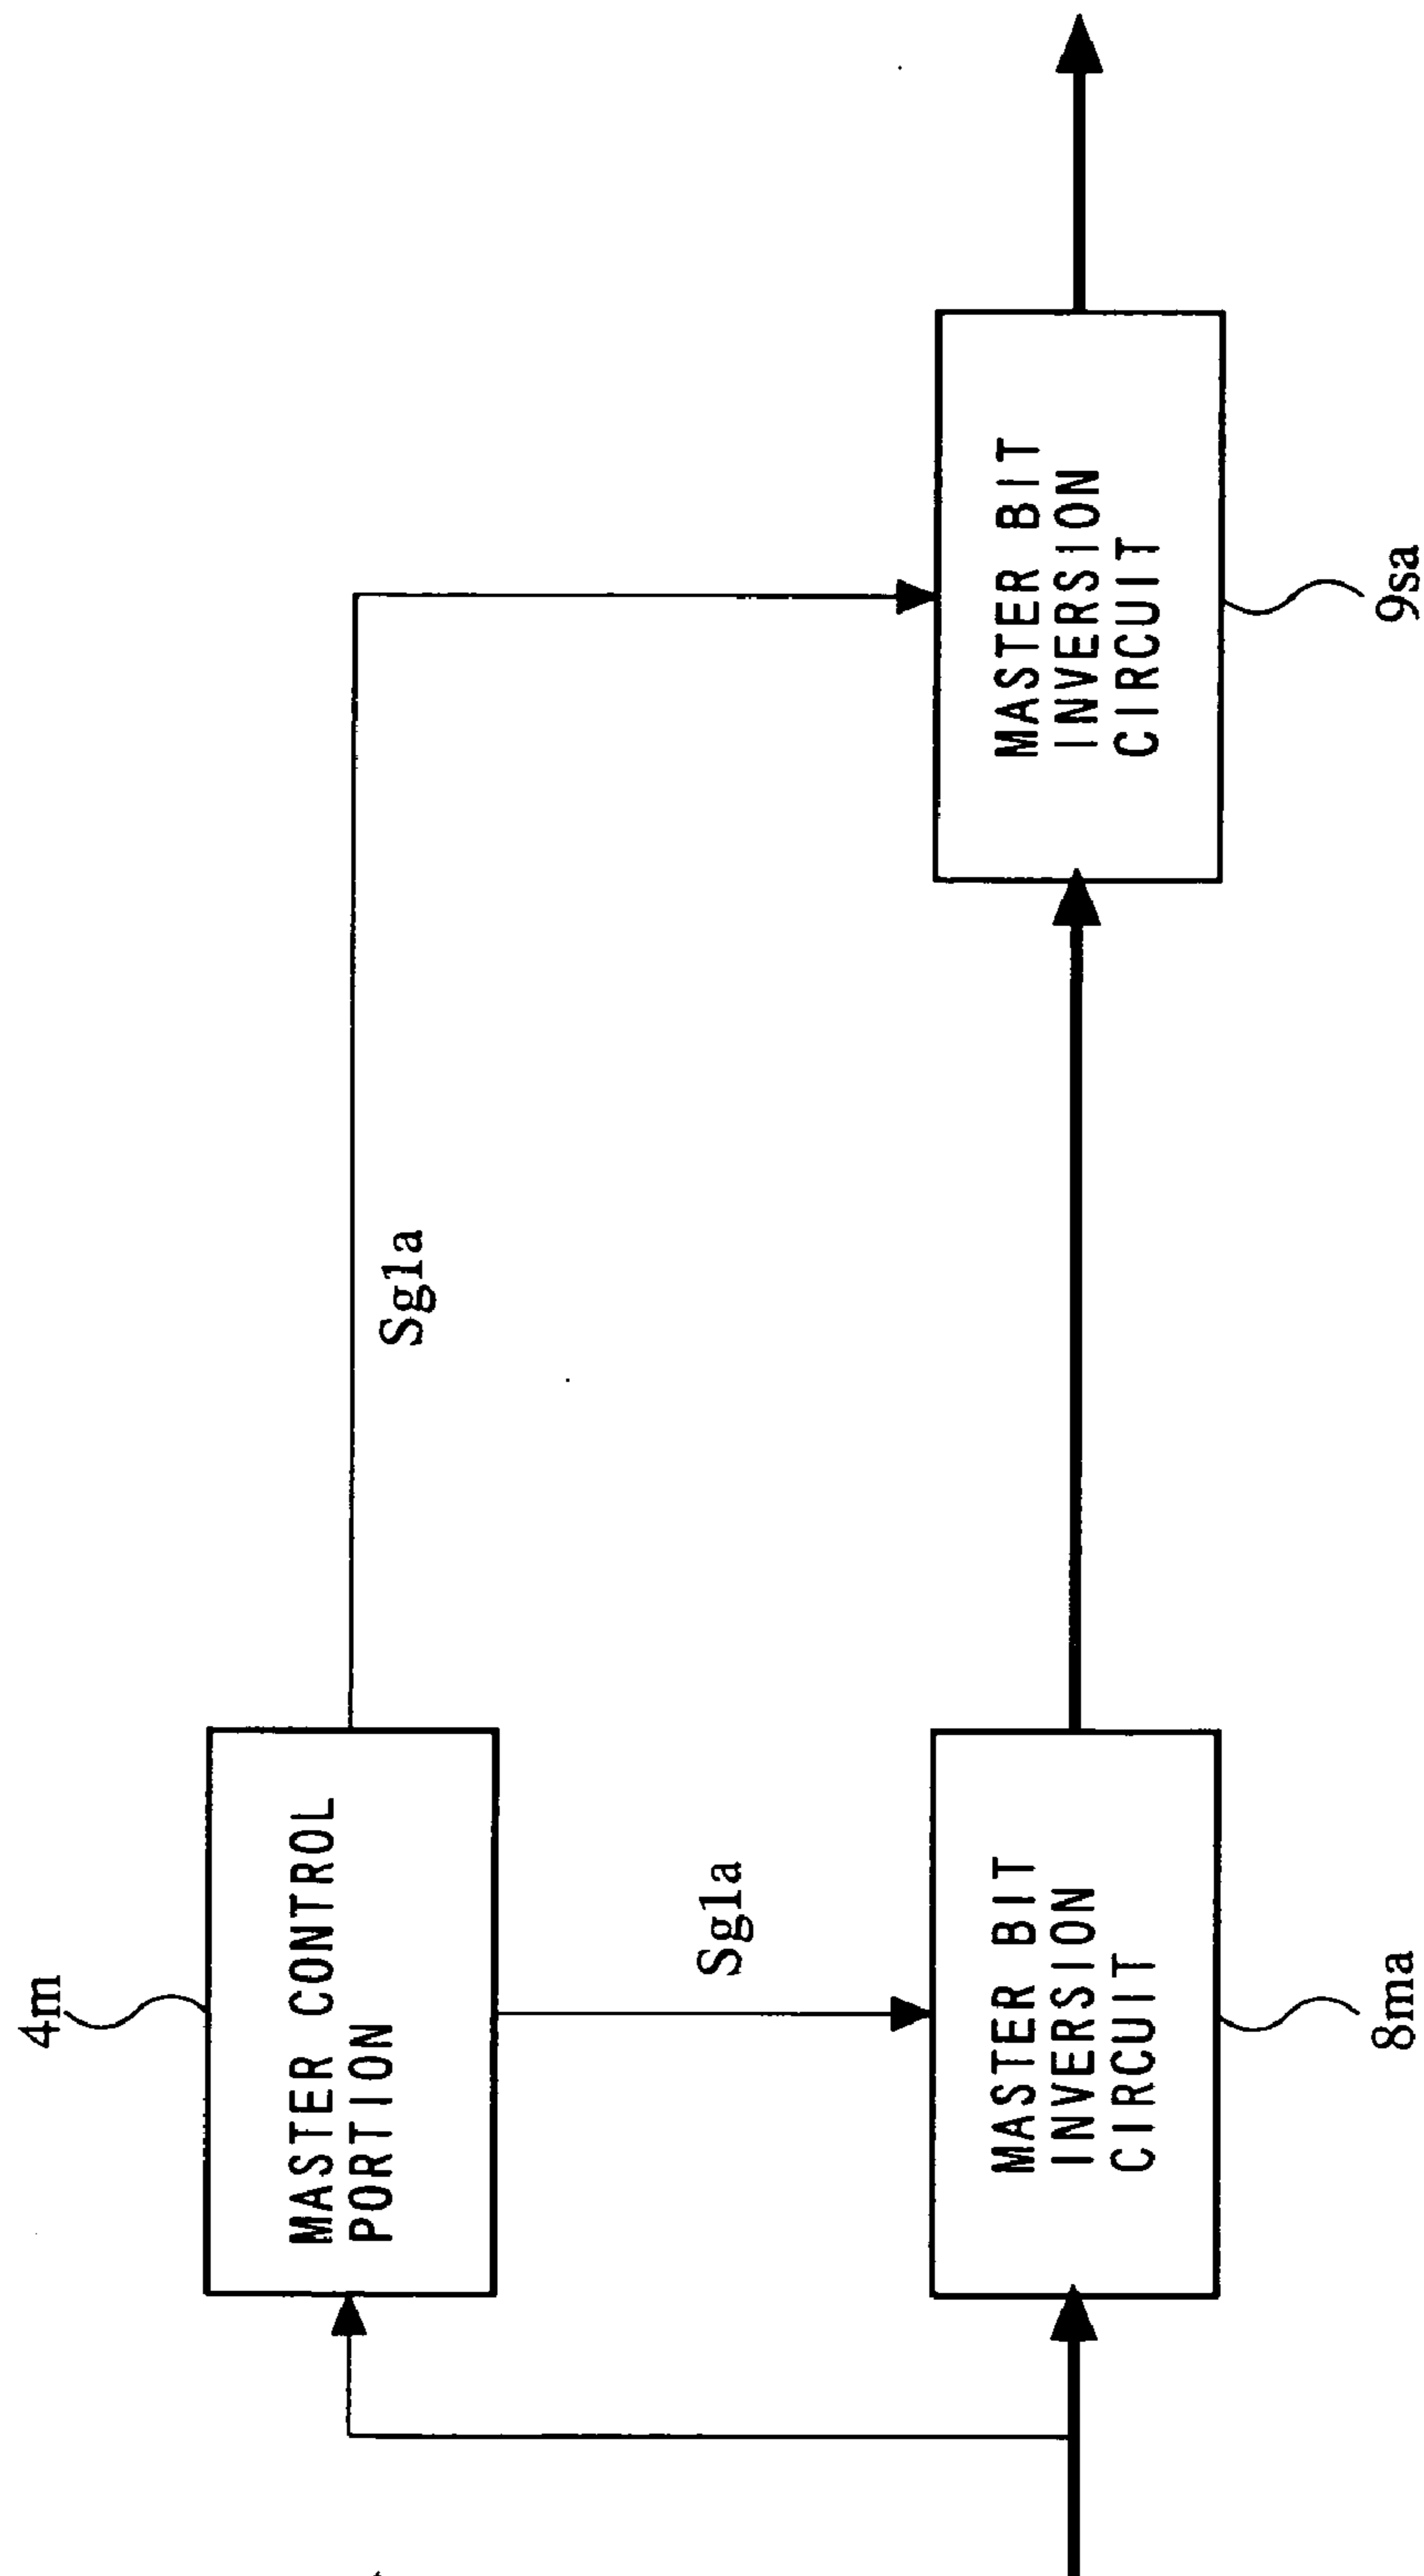 4m
MASTER CONTROL
PORTION
Sg1a
Sg1a
MASTER BIT
INVERSION
CIRCUIT
8ma
MASTER BIT
INVERSION
CIRCUIT
9sa